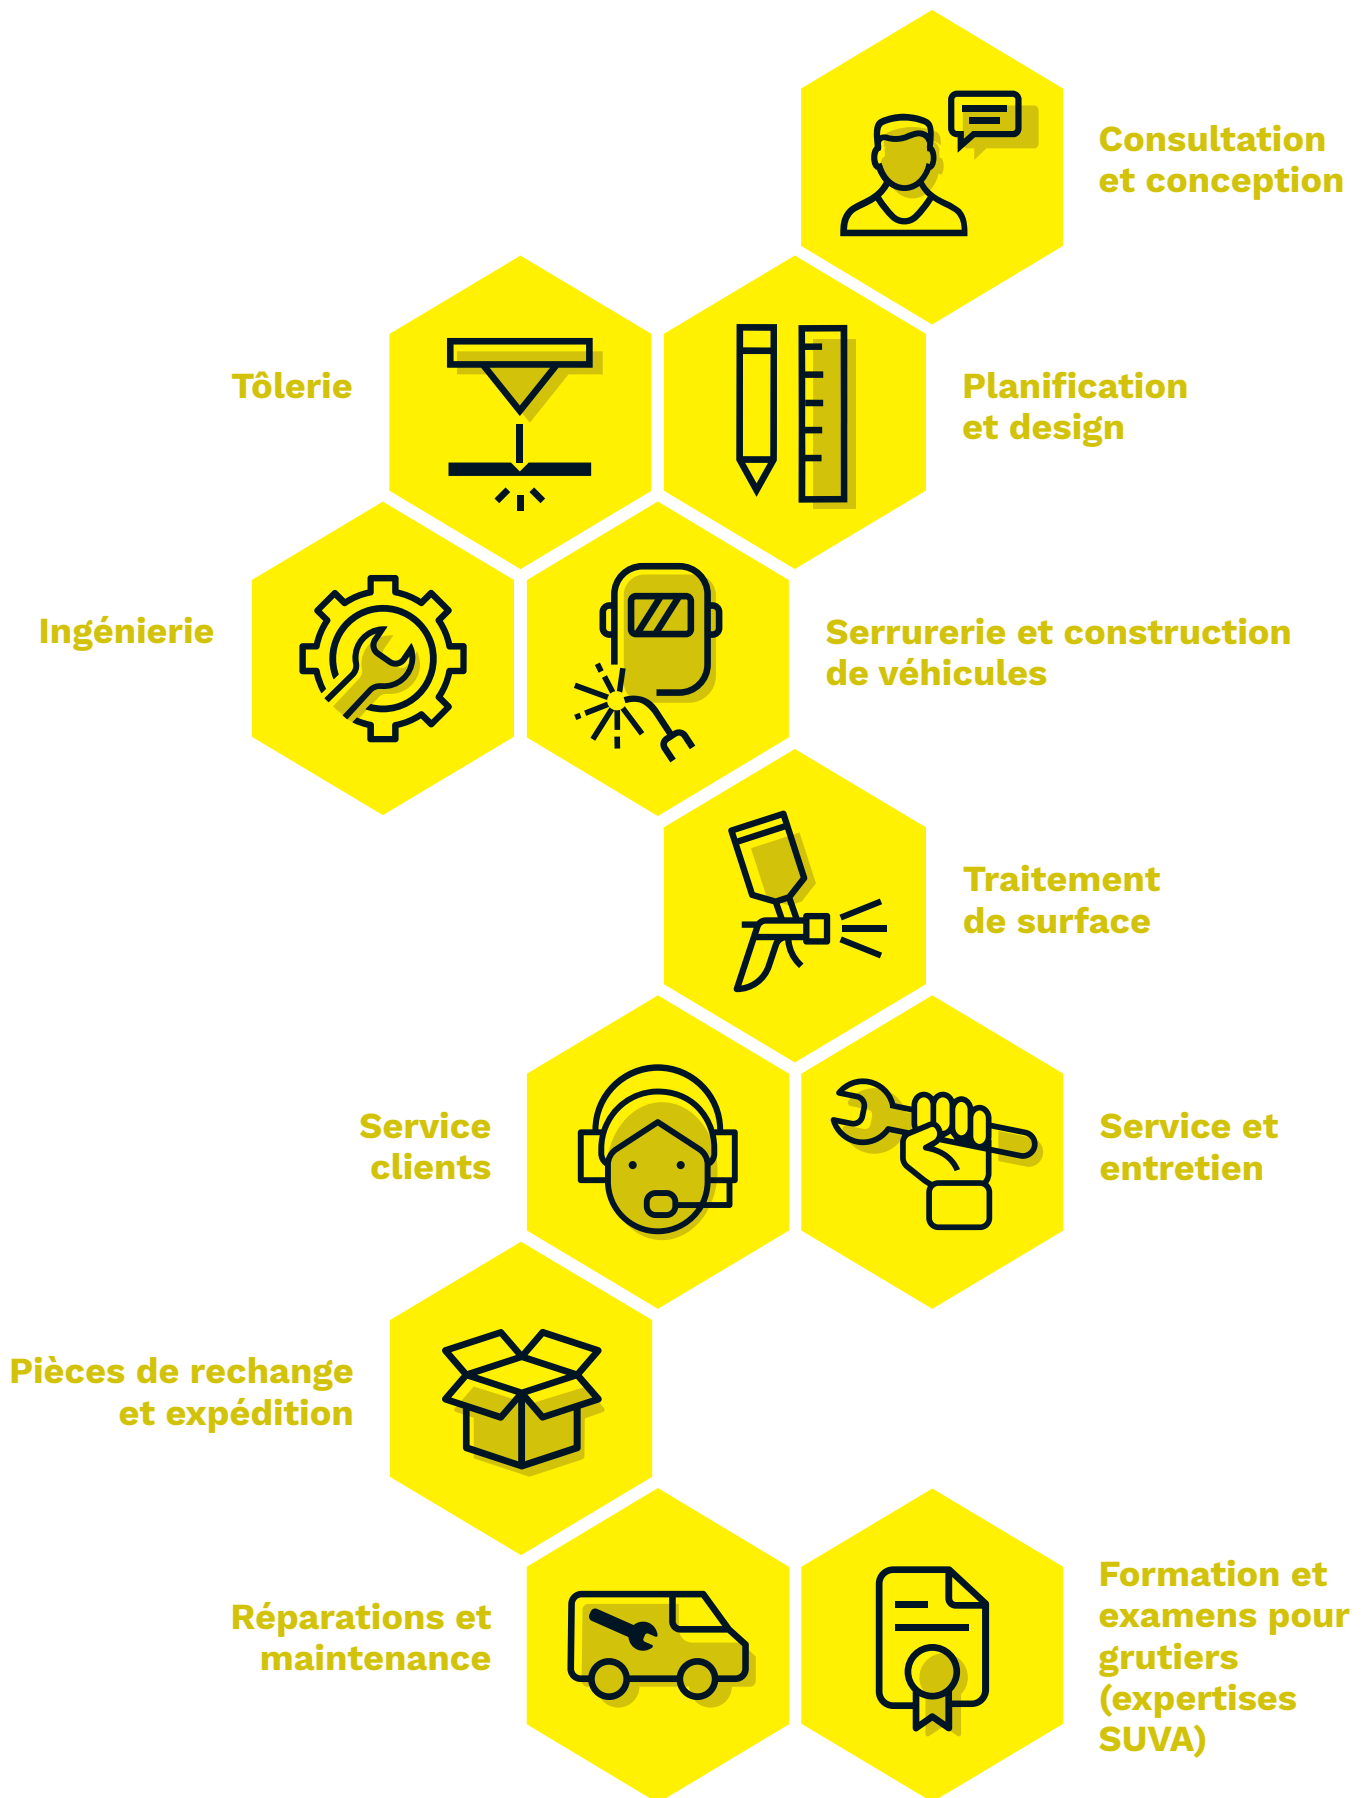 Consultation
et conception
Tôlerie
Planification
et design
Ingénierie
Serrurerie et construction
de véhicules
Traitement
de surface
Service
clients
Service et
entretien
Pièces de rechange
et expédition
Réparations et
maintenance
Formation et
examens pour
grutiers
(expertises
SUVA)